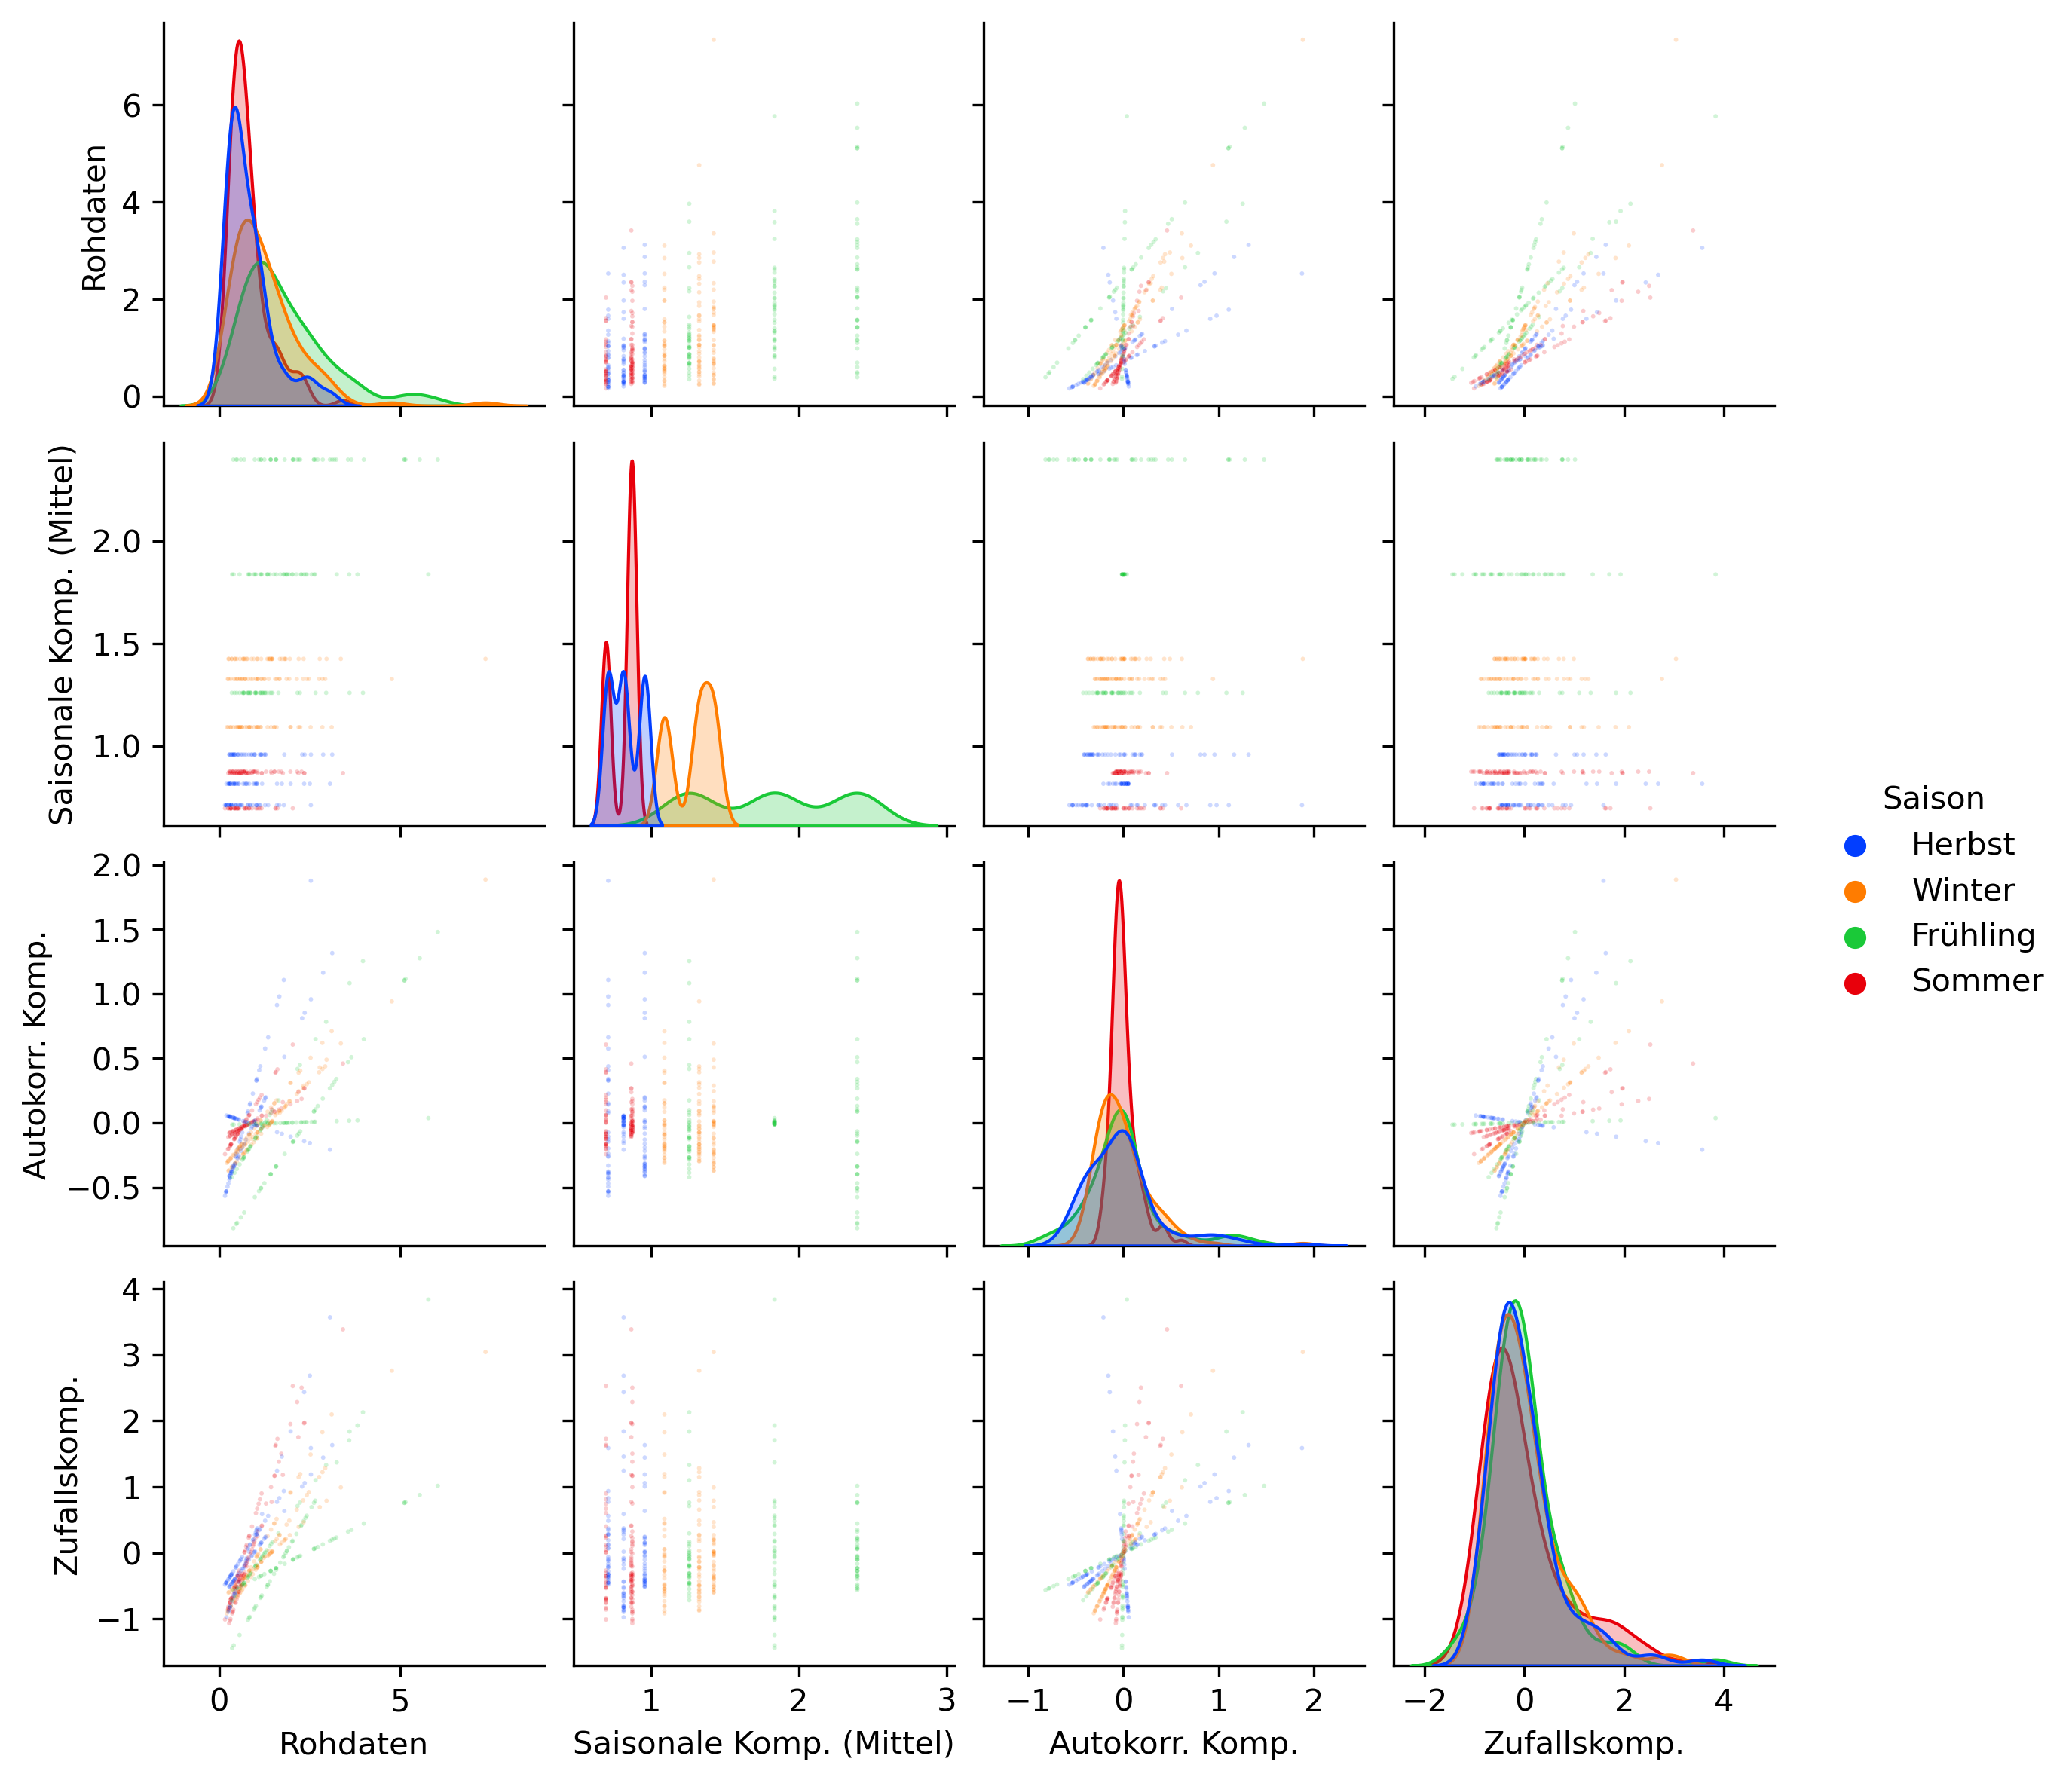 Rohdaten
6
4
2
0
Saisonale Komp. (Mittel)
2.0
1.5
1.0
Autokorr. Komp.
2.0
1.5
1.0
0.5
0.0
−0.5
Zufallskomp.
4
3
2
1
0
−1
0 5
1 2 3
−1 0 1 2
−2 0 2 4
Rohdaten
Saisonale Komp. (Mittel)
Autokorr. Komp.
Zufallskomp.
Saison
Herbst
Winter
Frühling
Sommer